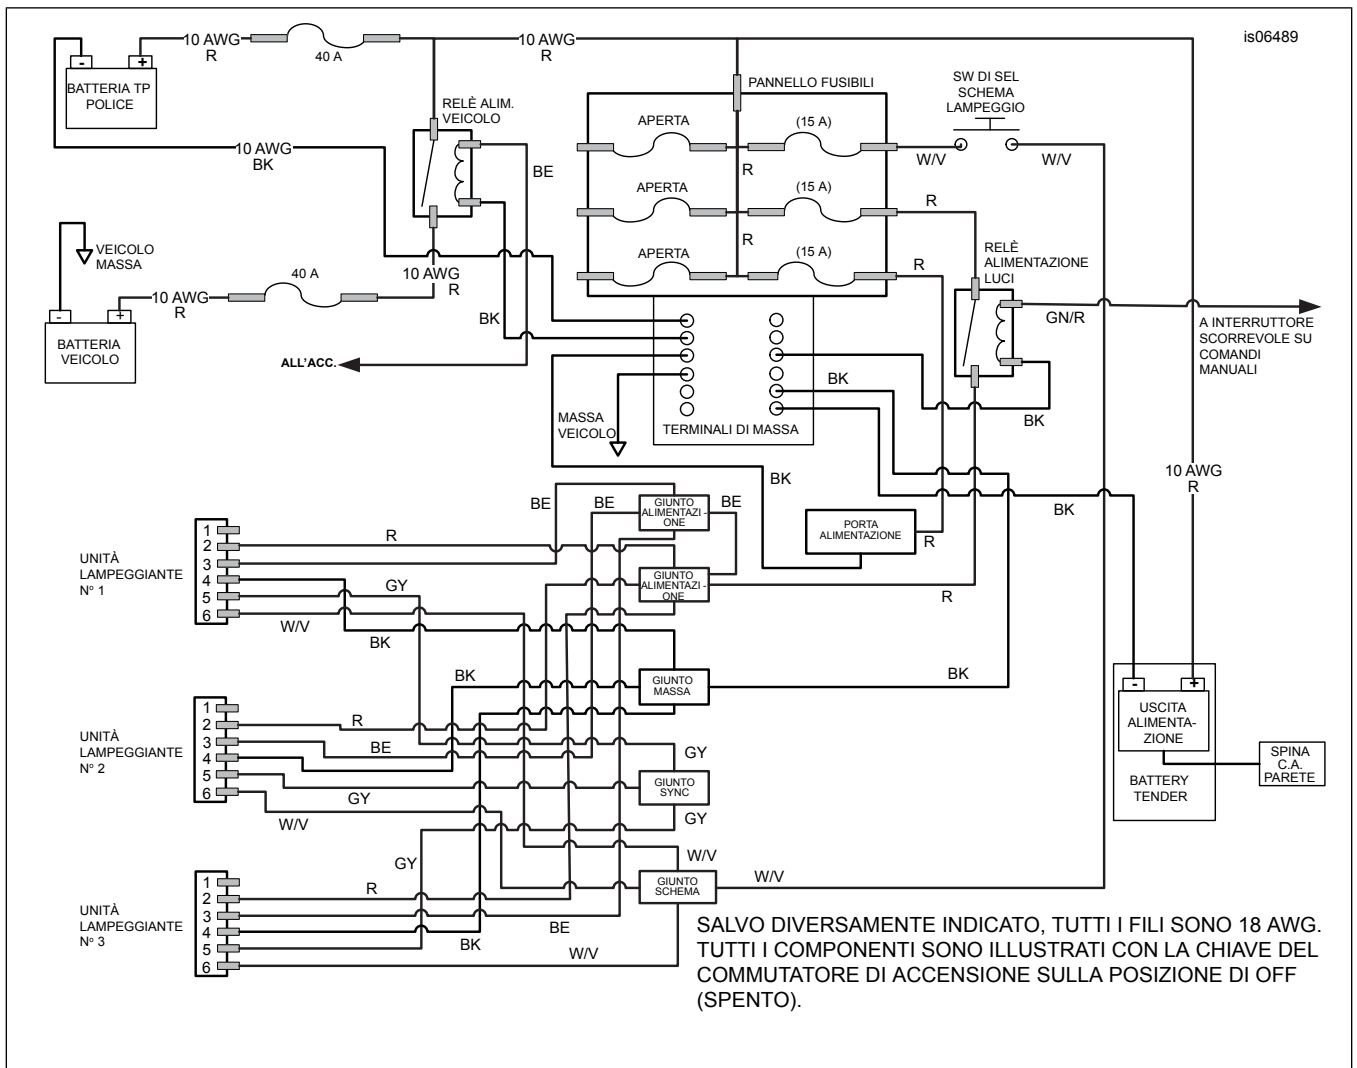 is06489
10 AWG
R
40 A
10 AWG
R
BATTERIA TP
POLICE
RELÈ ALIM.
VEICOLO
PANNELLO FUSIBILI
SW DI SEL
SCHEMA
LAMPEGGIO
APERTA
(15 A)
R
W/V
W/V
10 AWG
BK
BE
APERTA
(15 A)
R
R
APERTA
(15 A)
R
RELÈ
ALIMENTAZIONE
LUCI
VEICOLO
MASSA
40 A
10 AWG
R
10 AWG
R
BATTERIA
VEICOLO
BK
ALL'ACC.
GN/R
A INTERRUTTORE
SCORREVOLE SU
COMANDI
MANUALI
BK
BK
MASSA
VEICOLO
TERMINALI DI MASSA
BK
10 AWG
R
BK
BE
BE
GIUNTO
ALIMENTAZI -
ONE
BE
PORTA
ALIMENTAZIONE
R
UNITÀ
LAMPEGGIANTE
N° 1
1
2
3
4
5
6
R
GY
W/V
BK
GIUNTO
ALIMENTAZI -
ONE
R
BK
GIUNTO
MASSA
BK
UNITÀ
LAMPEGGIANTE
N° 2
1
2
3
4
5
6
R
BE
GY
W/V
GY
GIUNTO
SYNC
GY
- +
USCITA
ALIMENTA-
ZIONE
BATTERY
TENDER
SPINA
C.A.
PARETE
UNITÀ
LAMPEGGIANTE
N° 3
1
2
3
4
5
6
GY
R
BK
BE
W/V
W/V
GIUNTO
SCHEMA
W/V
SALVO DIVERSAMENTE INDICATO, TUTTI I FILI SONO 18 AWG.
TUTTI I COMPONENTI SONO ILLUSTRATI CON LA CHIAVE DEL
COMMUTATORE DI ACCENSIONE SULLA POSIZIONE DI OFF
(SPENTO).